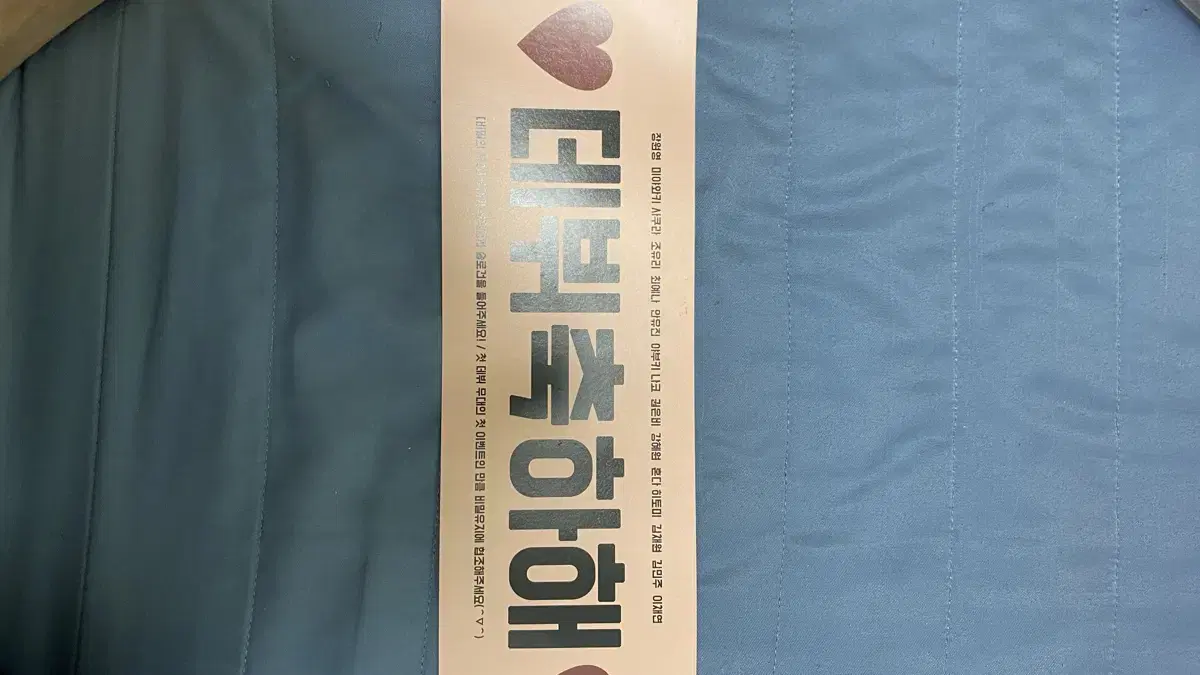 장원영 미야와키 사쿠라 조유리 최예나 안유진 야부키 나코 권은비 강혜원 혼다 히토미 김채원 김민주 이채연
♥데뷔축하해♥
슬로건을 들어주세요! / 첫 데뷔 무대의 첫 이벤트인 만큼 비밀유지에 협조해주세요(˘▽˘)